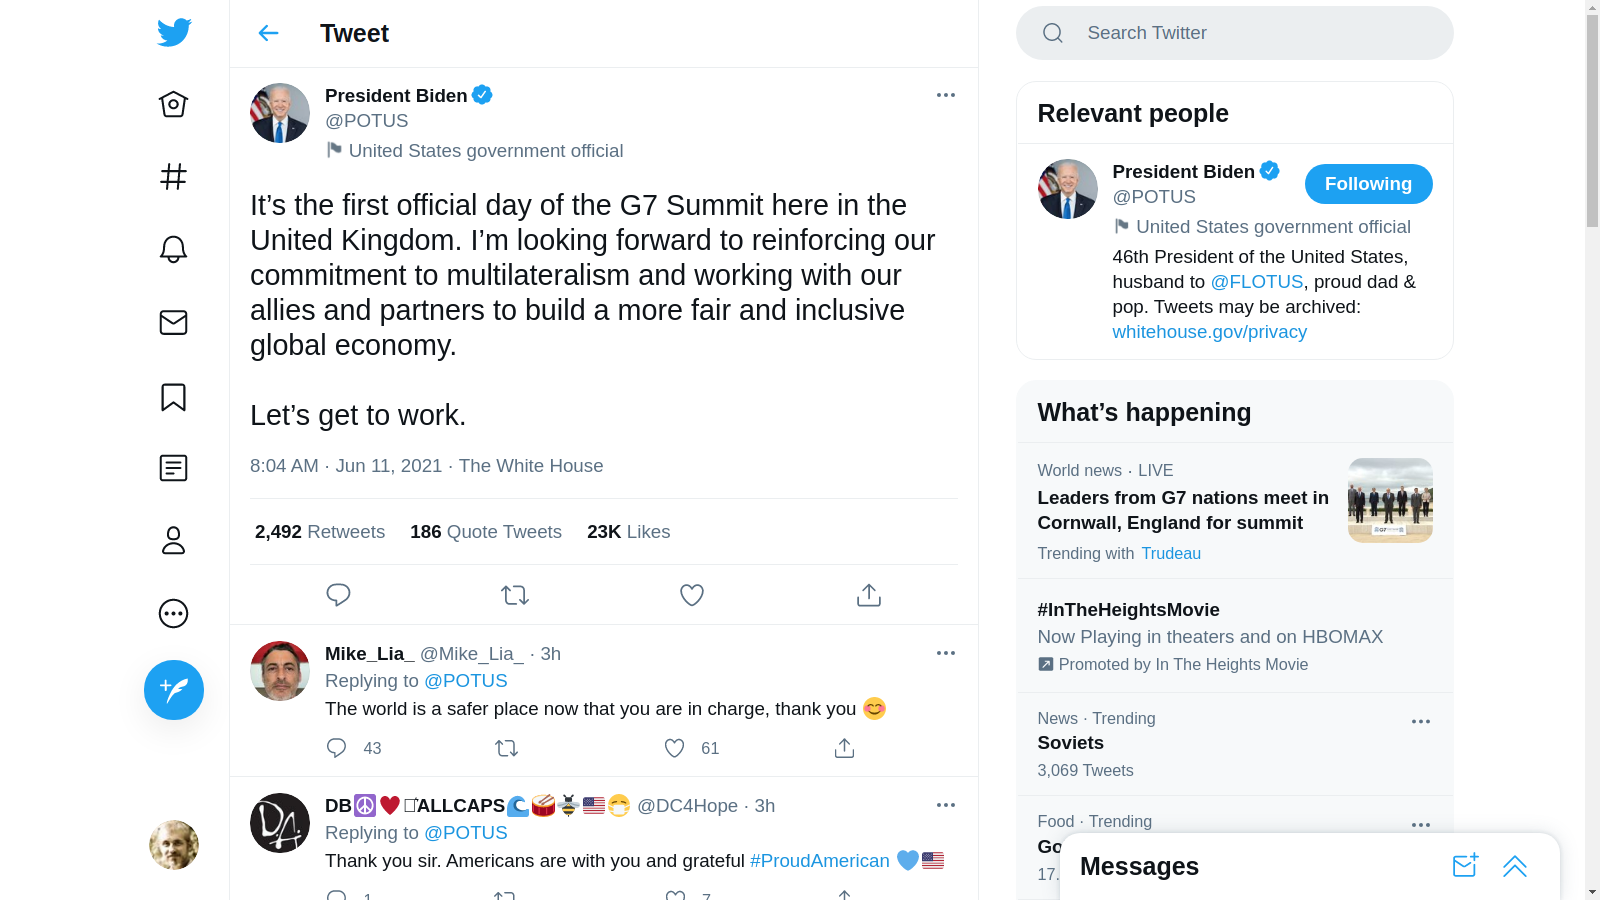 Tweet
President Biden
@POTUS
United States government official
It’s the first official day of the G7 Summit here in the
United Kingdom. I’m looking forward to reinforcing our
commitment to multilateralism and working with our
allies and partners to build a more fair and inclusive
global economy.
Let’s get to work.
8:04 AM · Jun 11, 2021 · The White House
2,492 Retweets 186 Quote Tweets 23K Likes
Mike_Lia_ @Mike_Lia_ · 3h
Replying to @POTUS
The world is a safer place now that you are in charge, thank you 😊
43 61
DB☮️♥️ ALLCAPS🌊🥁🐝🇺🇸😷 @DC4Hope · 3h
Replying to @POTUS
Thank you sir. Americans are with you and grateful #ProudAmerican 💙🇺🇸
1 7
Search Twitter
Relevant people
President Biden
Following
@POTUS
United States government official
46th President of the United States,
husband to @FLOTUS, proud dad &
pop. Tweets may be archived:
whitehouse.gov/privacy
What’s happening
World news · LIVE
Leaders from G7 nations meet in
Cornwall, England for summit
Trending with Trudeau
G7
#InTheHeightsMovie
Now Playing in theaters and on HBOMAX
Promoted by In The Heights Movie
News · Trending
Soviets
3,069 Tweets
Food · Trending
Go
17.
Messages